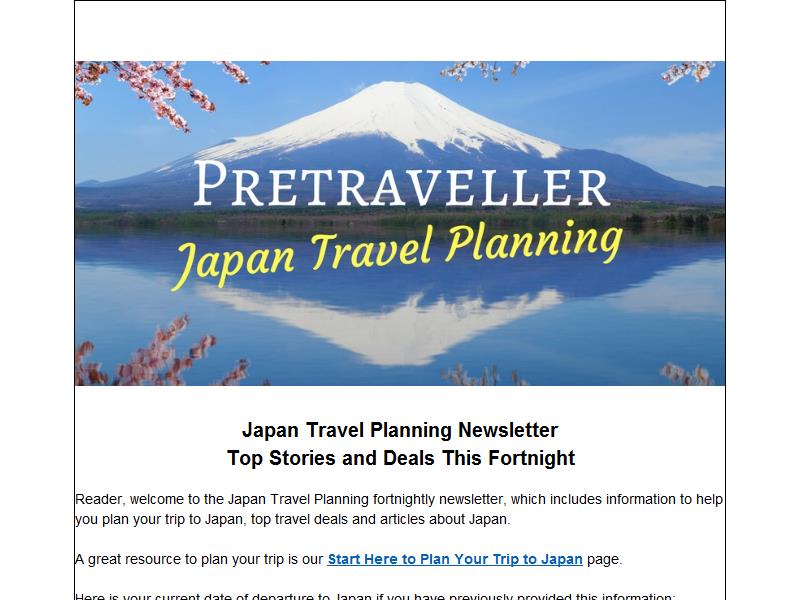 PRETRAVELLER
Japan Travel Planning
Japan Travel Planning Newsletter
Top Stories and Deals This Fortnight
Reader, welcome to the Japan Travel Planning fortnightly newsletter, which includes information to help
you plan your trip to Japan, top travel deals and articles about Japan.
A great resource to plan your trip is our Start Here to Plan Your Trip to Japan page.
Here is your current date of departure to Japan if you have previously provided this information: